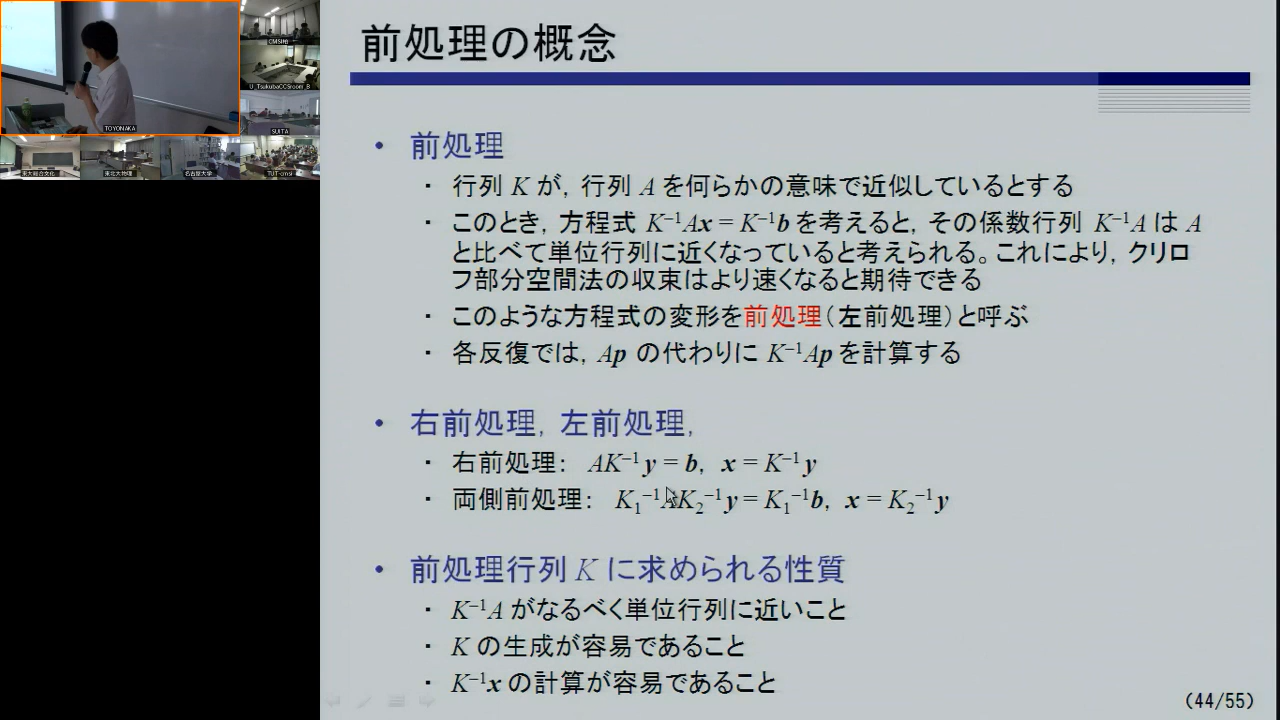 前処理の概念
• 前処理
・ 行列 K が, 行列 A を何らかの意味で近似しているとする
・ このとき, 方程式 K⁻¹Ax = K⁻¹b を考えると, その係数行列 K⁻¹A は A
と比べて単位行列に近くなっていると考えられる。これにより, クリロ
フ部分空間法の収束はより速くなると期待できる
・ このような方程式の変形を前処理（左前処理）と呼ぶ
・ 各反復では, Ap の代わりに K⁻¹Ap を計算する
• 右前処理, 左前処理,
・ 右前処理： AK⁻¹y = b, x = K⁻¹y
・ 両側前処理： K₁⁻¹AK₂⁻¹y = K₁⁻¹b, x = K₂⁻¹y
• 前処理行列 K に求められる性質
・ K⁻¹A がなるべく単位行列に近いこと
・ K の生成が容易であること
・ K⁻¹x の計算が容易であること
(44/55)
TOYONAKA
U_TsukubaCCSroom_B
SUITA
東大総合文化
東北大物理
名古屋大学
TUT-cmsi